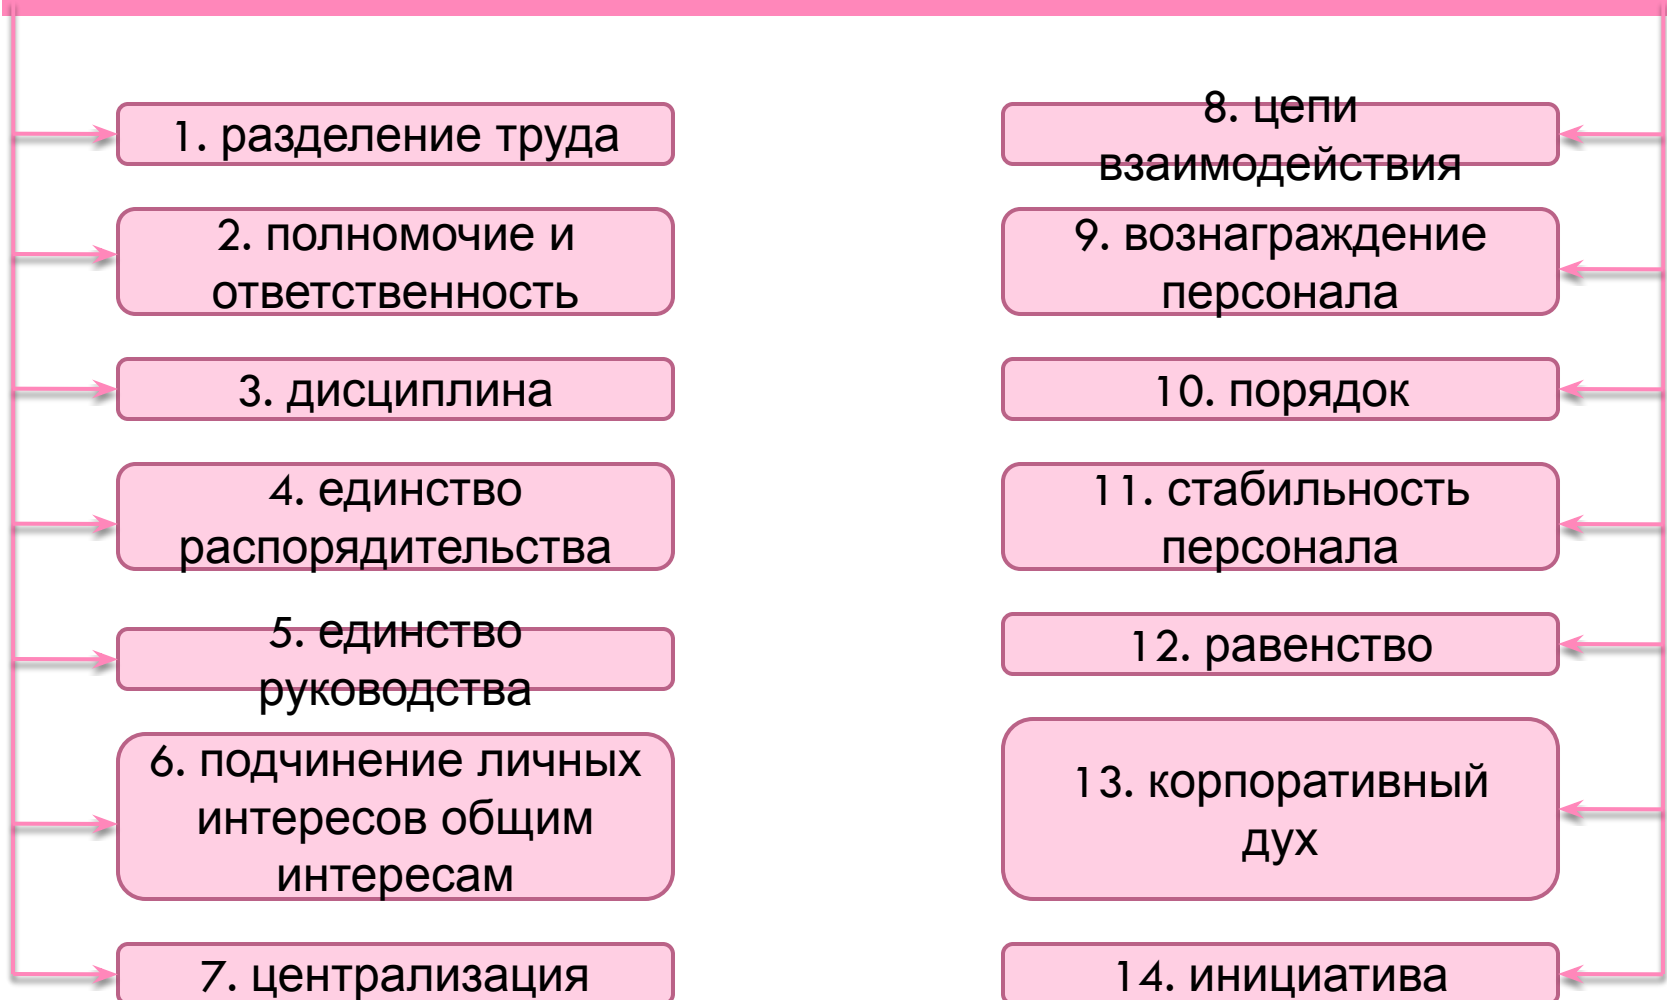 1. разделение труда
2. полномочие и
ответственность
3. дисциплина
4. единство
распорядительства
5. единство
руководства
6. подчинение личных
интересов общим
интересам
7. централизация
8. цепи
взаимодействия
9. вознаграждение
персонала
10. порядок
11. стабильность
персонала
12. равенство
13. корпоративный
дух
14. инициатива